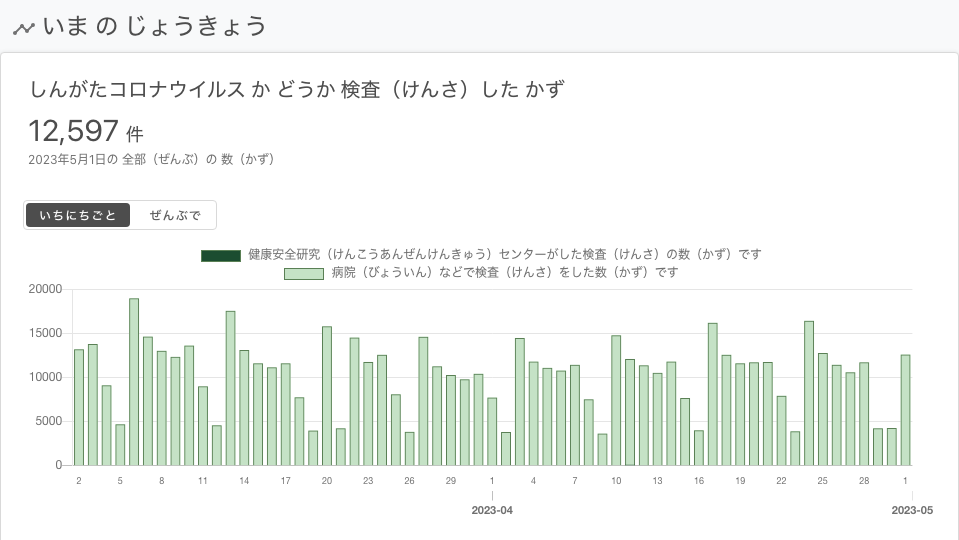 いま の じょうきょう
しんがたコロナウイルス か どうか 検査（けんさ）した かず
12,597 件
2023年5月1日の 全部（ぜんぶ）の 数（かず）
いちにちごと ぜんぶで
健康安全研究（けんこうあんぜんけんきゅう）センターがした検査（けんさ）の数（かず）です
病院（びょういん）などで検査（けんさ）をした数（かず）です
20000
15000
10000
5000
0
2 5 8 11 14 17 20 23 26 29 1 4 7 10 13 16 19 22 25 28 1
2023-04 2023-05